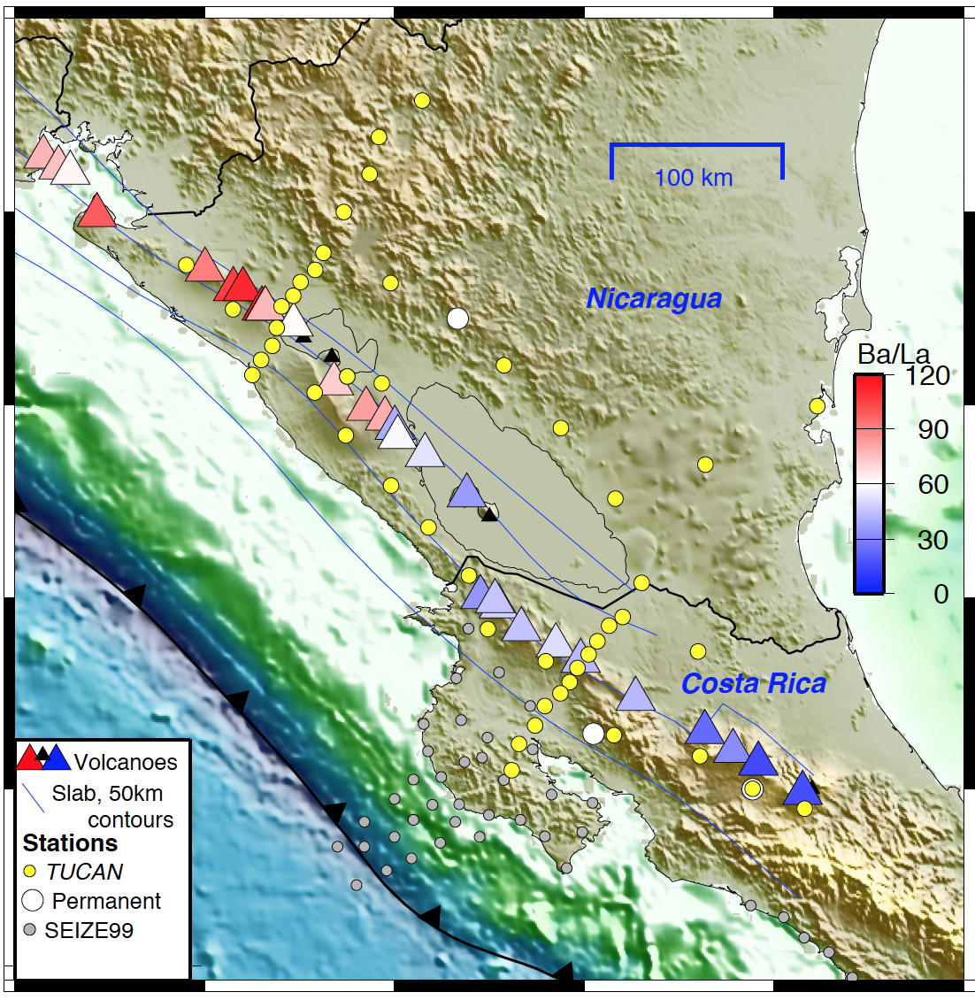 100 km
Nicaragua
Ba/La
120
90
60
30
0
Costa Rica
Volcanoes
Slab, 50km
contours
Stations
TUCAN
Permanent
SEIZE99